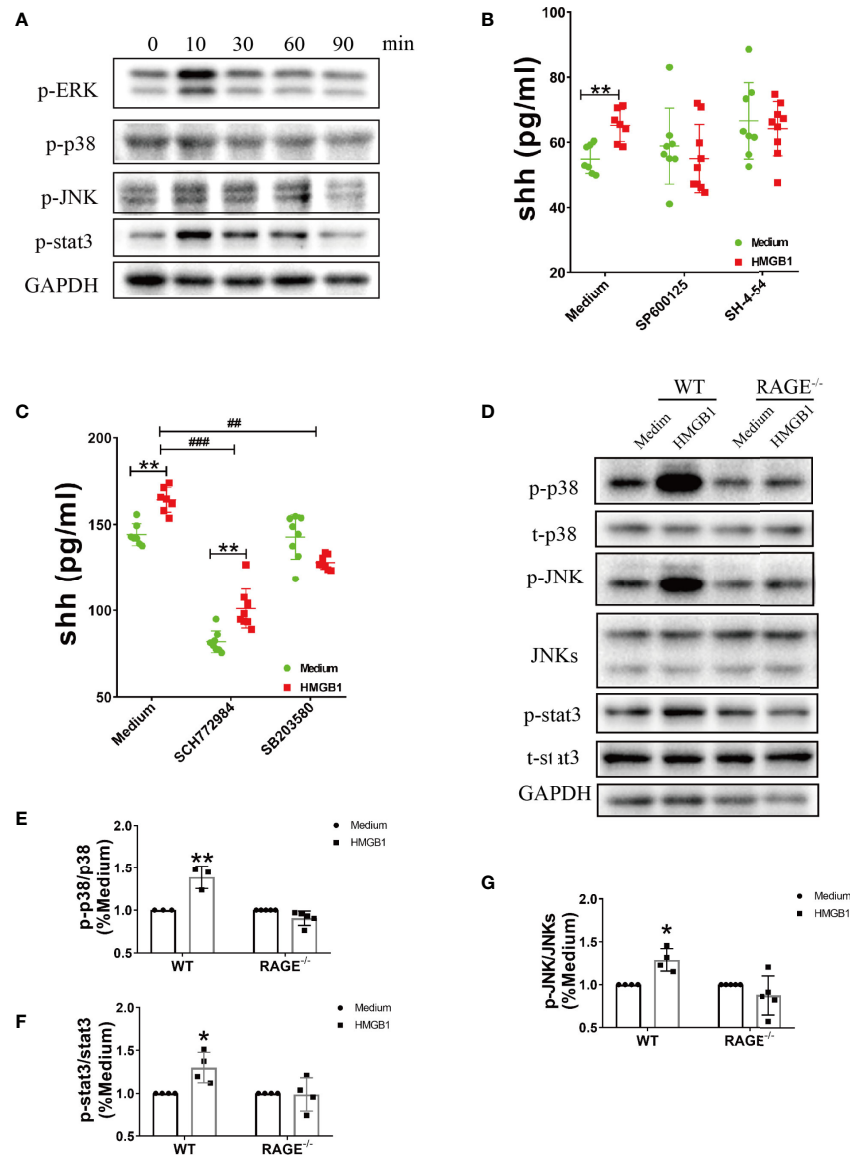 A
0 10 30 60 90 min
p-ERK
p-p38
p-JNK
p-stat3
GAPDH
B
shh (pg/ml)
100
80
60
40
20
**
Medium
HMGB1
Medium
SP600125
SH-4-54
C
shh (pg/ml)
200
150
100
50
##
###
**
**
Medium
HMGB1
Medium
SCH772984
SB203580
D
WT RAGE-/-
Medim HMGB1 Medium HMGB1
p-p38
t-p38
p-JNK
JNKs
p-stat3
t-stat3
GAPDH
E
p-p38/p38
(%Medium)
2.0
1.5
1.0
0.5
**
WT RAGE-/-
Medium
HMGB1
F
p-stat3/stat3
(%Medium)
2.0
1.5
1.0
0.5
*
WT RAGE-/-
Medium
HMGB1
G
p-JNK/JNKs
(%Medium)
2.0
1.5
1.0
0.5
*
WT RAGE-/-
Medium
HMGB1